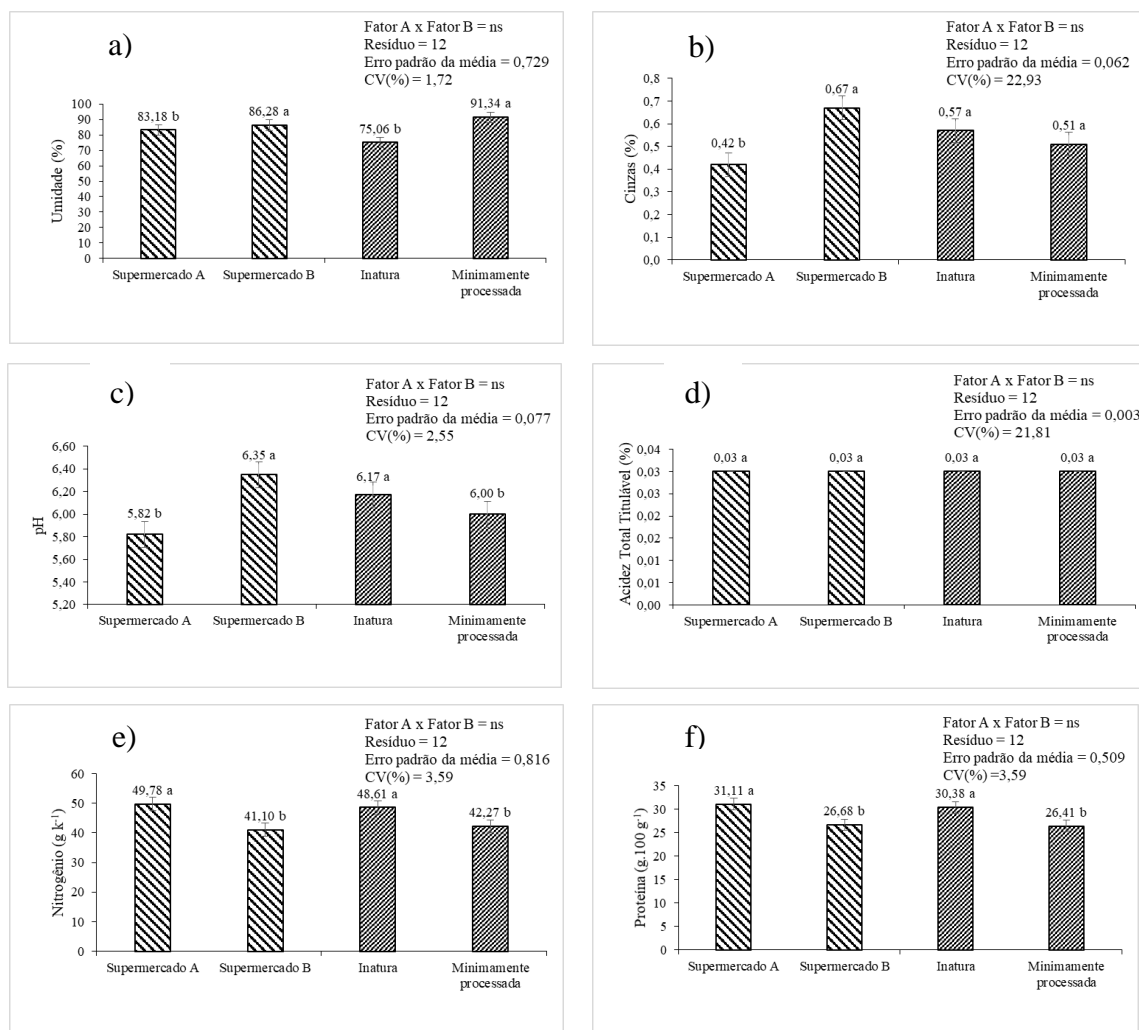 a)
Fator A x Fator B = ns
Resíduo = 12
Erro padrão da média = 0,729
CV(%) = 1,72
Umidade (%)
100
90
80
70
60
50
40
30
20
10
0
83,18 b
86,28 a
75,06 b
91,34 a
Supermercado A
Supermercado B
Inatura
Minimamente
processada
b)
Fator A x Fator B = ns
Resíduo = 12
Erro padrão da média = 0,062
CV(%) = 22,93
Cinzas (%)
0,8
0,7
0,6
0,5
0,4
0,3
0,2
0,1
0,0
0,42 b
0,67 a
0,57 a
0,51 a
Supermercado A
Supermercado B
Inatura
Minimamente
processada
c)
Fator A x Fator B = ns
Resíduo = 12
Erro padrão da média = 0,077
CV(%) = 2,55
pH
6,60
6,40
6,20
6,00
5,80
5,60
5,40
5,20
5,82 b
6,35 a
6,17 a
6,00 b
Supermercado A
Supermercado B
Inatura
Minimamente
processada
d)
Fator A x Fator B = ns
Resíduo = 12
Erro padrão da média = 0,003
CV(%) = 21,81
Acidez Total Titulável (%)
0,04
0,03
0,03
0,02
0,02
0,01
0,01
0,00
0,03 a
0,03 a
0,03 a
0,03 a
Supermercado A
Supermercado B
Inatura
Minimamente
processada
e)
Fator A x Fator B = ns
Resíduo = 12
Erro padrão da média = 0,816
CV(%) = 3,59
Nitrogênio (g k⁻¹)
60
50
40
30
20
10
0
49,78 a
41,10 b
48,61 a
42,27 b
Supermercado A
Supermercado B
Inatura
Minimamente
processada
f)
Fator A x Fator B = ns
Resíduo = 12
Erro padrão da média = 0,509
CV(%) =3,59
Proteína (g.100 g⁻¹)
35
30
25
20
15
10
5
0
31,11 a
26,68 b
30,38 a
26,41 b
Supermercado A
Supermercado B
Inatura
Minimamente
processada